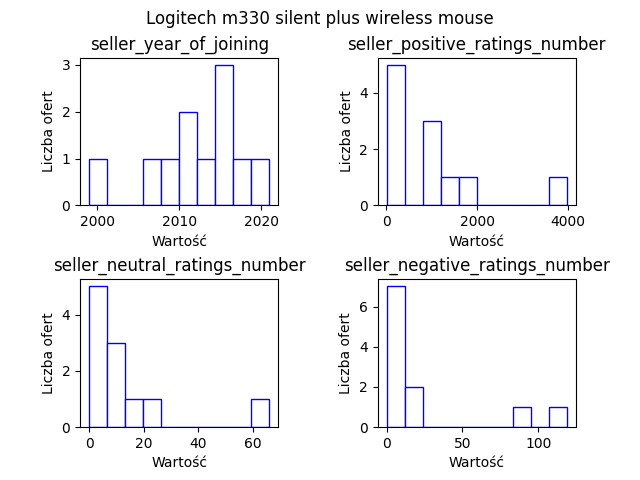 Logitech m330 silent plus wireless mouse
seller_year_of_joining
seller_positive_ratings_number
3
2
1
0
Liczba ofert
2000
2010
2020
Wartość
4
2
0
Liczba ofert
0
2000
4000
Wartość
seller_neutral_ratings_number
seller_negative_ratings_number
4
2
0
Liczba ofert
0
20
40
60
Wartość
6
4
2
0
Liczba ofert
0
50
100
Wartość